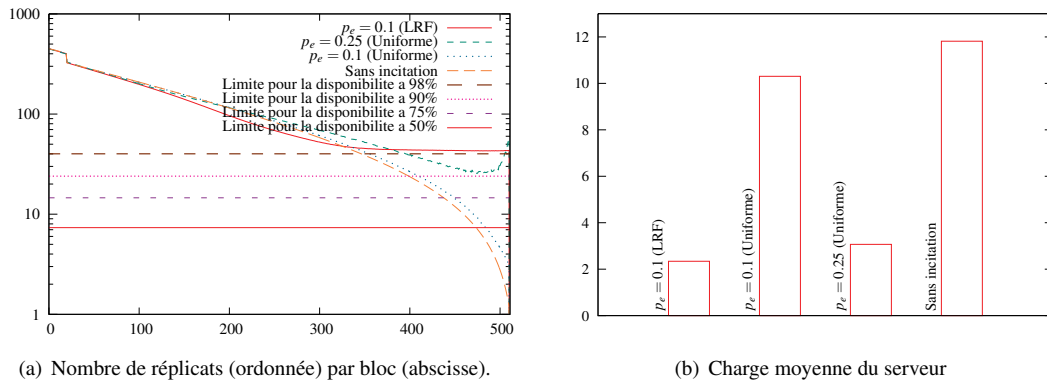 1000
100
10
1
0
100
200
300
400
500
p_e = 0.1 (LRF)
p_e = 0.25 (Uniforme)
p_e = 0.1 (Uniforme)
Sans incitation
Limite pour la disponibilite a 98%
Limite pour la disponibilite a 90%
Limite pour la disponibilite a 75%
Limite pour la disponibilite a 50%
(a) Nombre de réplicats (ordonnée) par bloc (abscisse).
12
10
8
6
4
2
0
p_e = 0.1 (LRF)
p_e = 0.1 (Uniforme)
p_e = 0.25 (Uniforme)
Sans incitation
(b) Charge moyenne du serveur